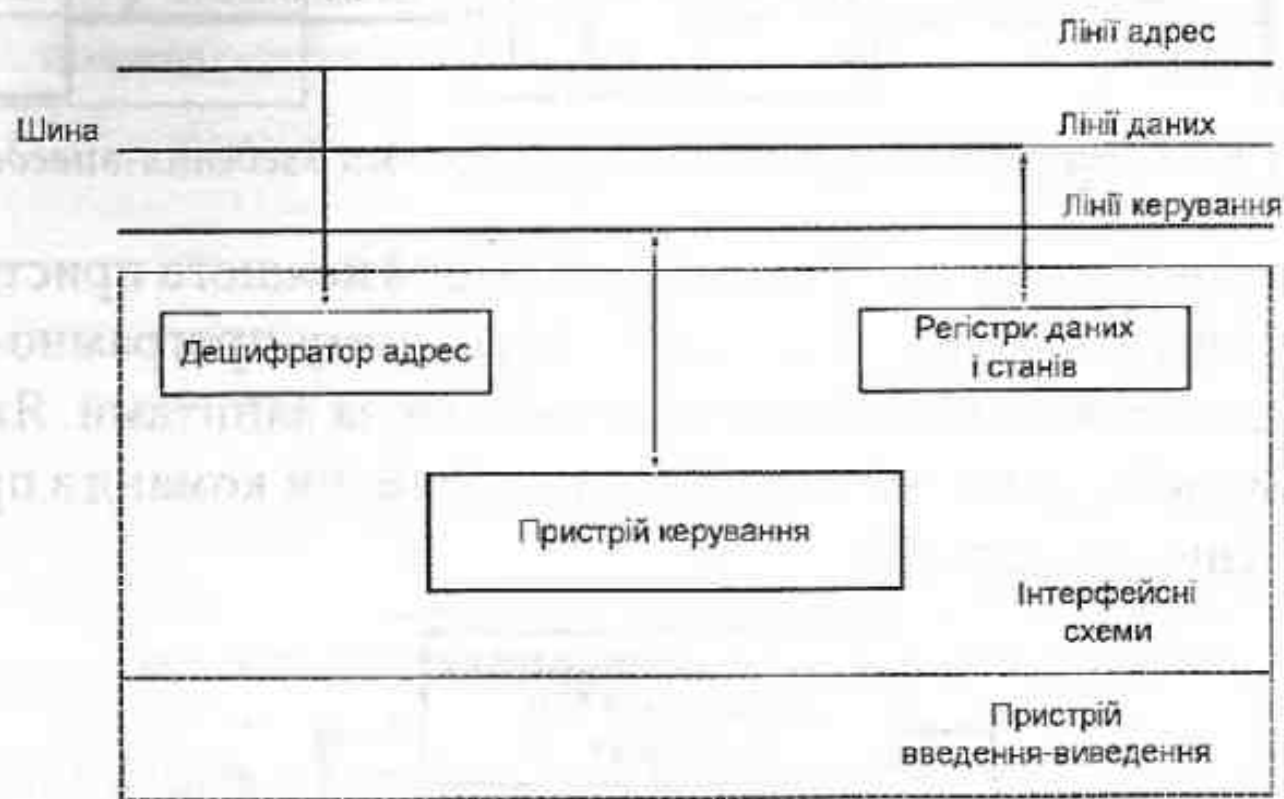 Лінії адрес
Шина
Лінії даних
Лінії керування
Дешифратор адрес
Регістри даних
і станів
Пристрій керування
Інтерфейсні
схеми
Пристрій
введення-виведення